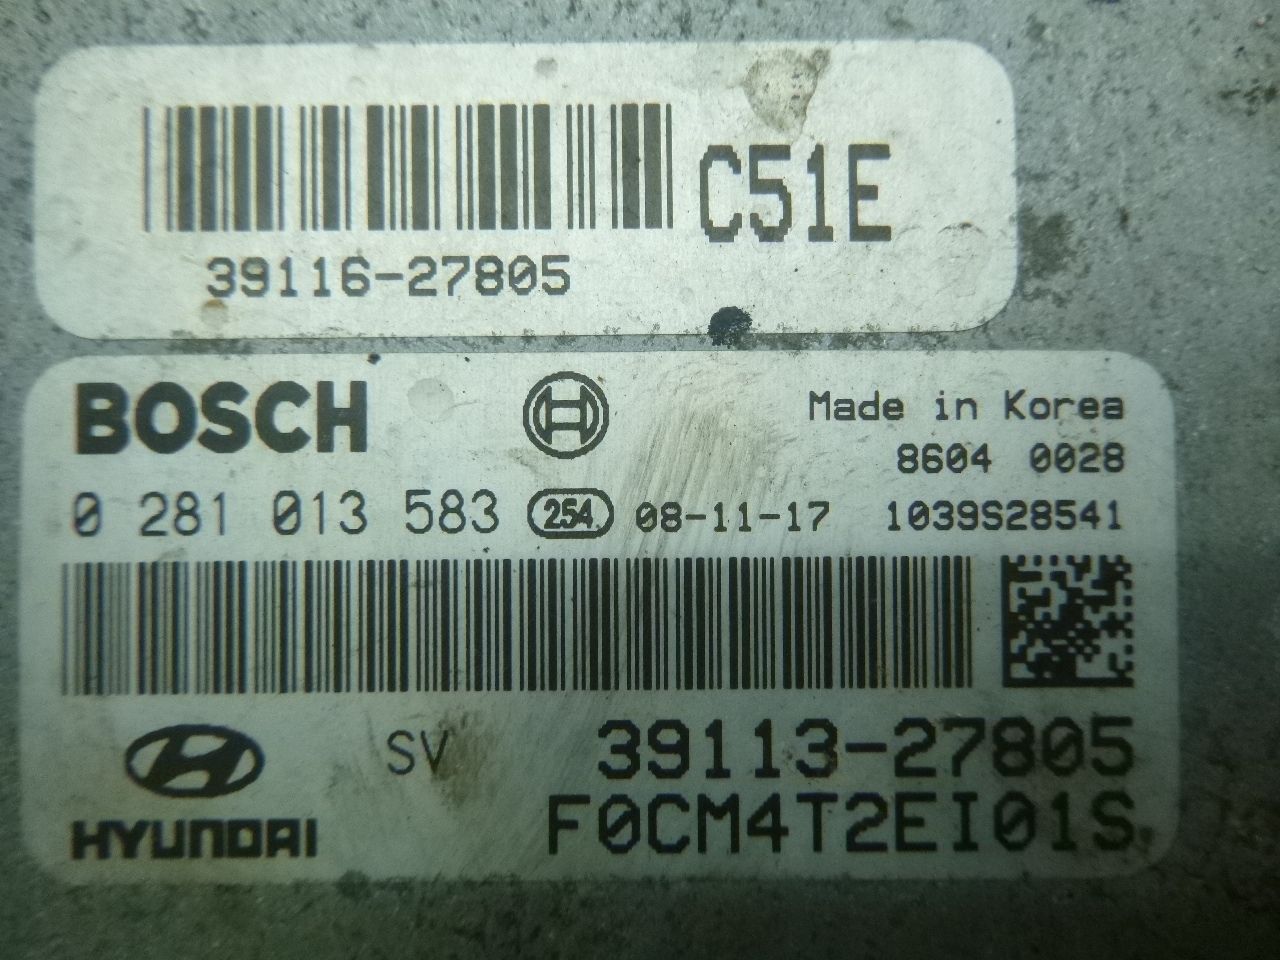 C51E
39116-27805
BOSCH
Made in Korea
8604 0028
0 281 013 583 254 08-11-17 1039S28541
SV 39113-27805
HYUNDAI F0CM4T2EI01S